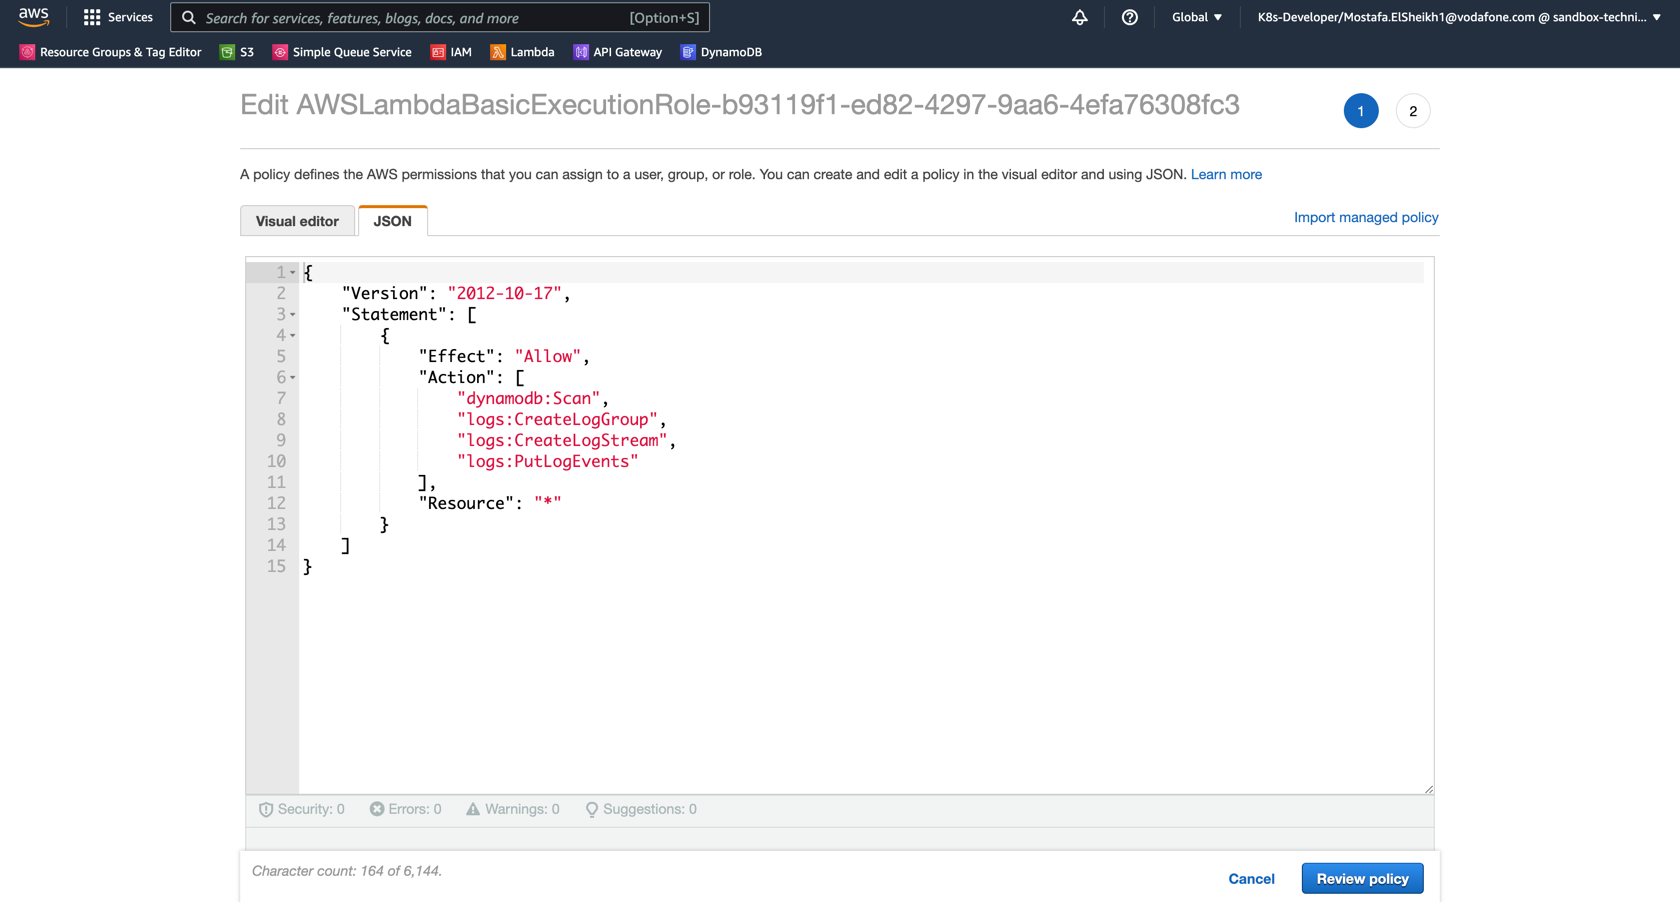 aws Services Search for services, features, blogs, docs, and more [Option+S] Global K8s-Developer/Mostafa.ElSheikh1@vodafone.com @ sandbox-techni...
Resource Groups & Tag Editor S3 Simple Queue Service IAM Lambda API Gateway DynamoDB
Edit AWSLambdaBasicExecutionRole-b93119f1-ed82-4297-9aa6-4efa76308fc3 1 2
A policy defines the AWS permissions that you can assign to a user, group, or role. You can create and edit a policy in the visual editor and using JSON. Learn more
Visual editor JSON Import managed policy
1 {
2 "Version": "2012-10-17",
3 "Statement": [
4 {
5 "Effect": "Allow",
6 "Action": [
7 "dynamodb:Scan",
8 "logs:CreateLogGroup",
9 "logs:CreateLogStream",
10 "logs:PutLogEvents"
11 ],
12 "Resource": "*"
13 }
14 ]
15 }
Security: 0 Errors: 0 Warnings: 0 Suggestions: 0
Character count: 164 of 6,144.
Cancel Review policy